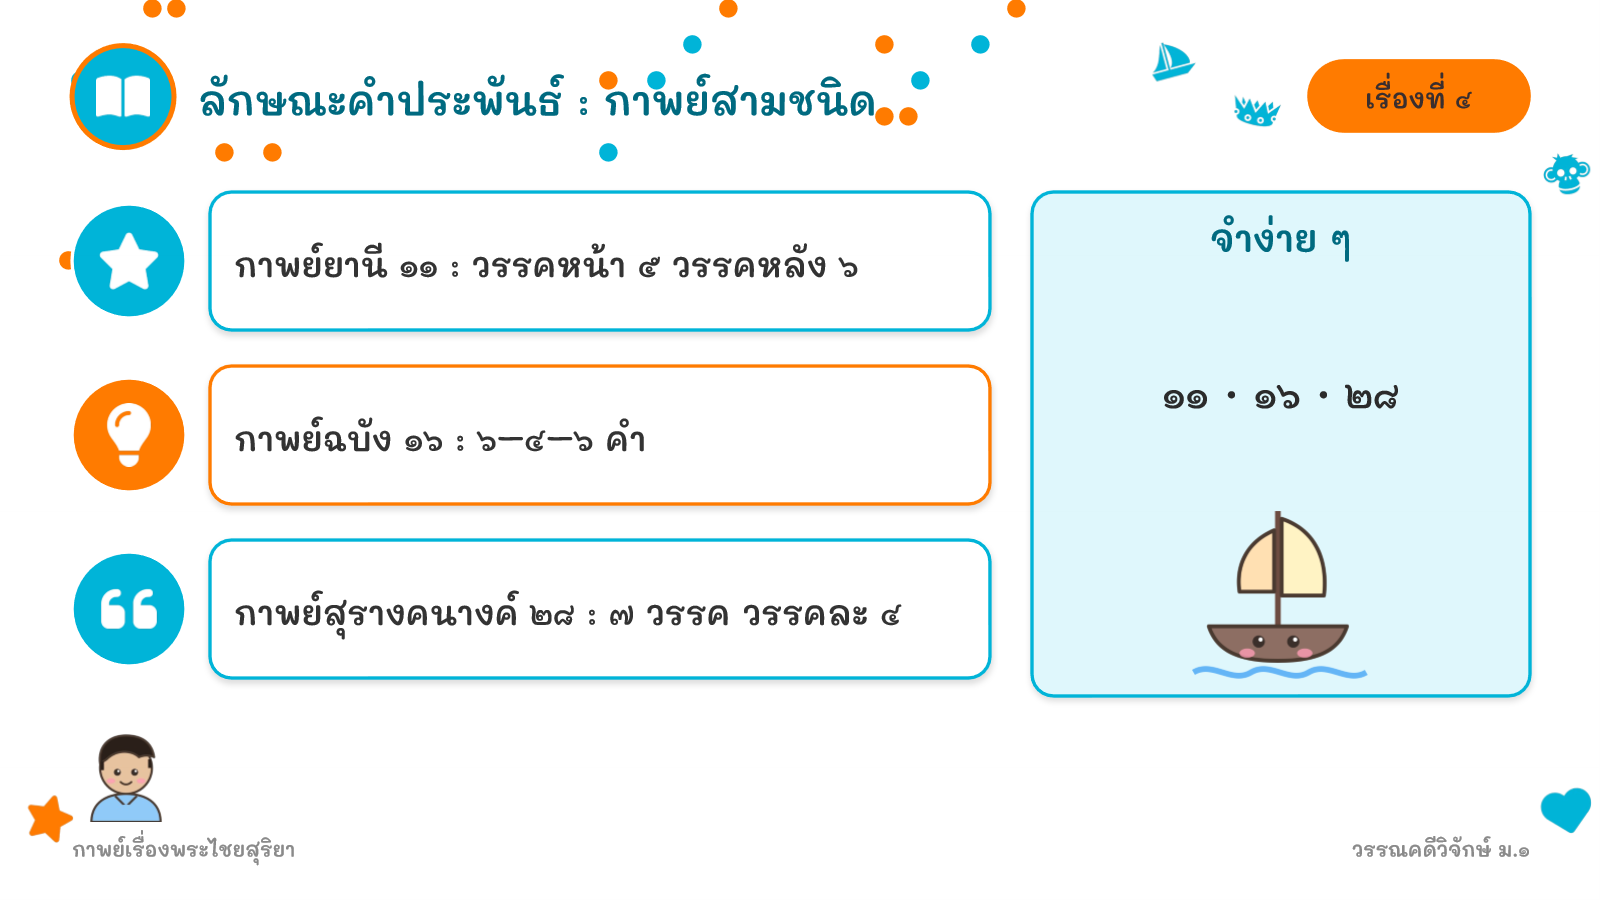 ลักษณะคำประพันธ์ : กาพย์สามชนิด
เรื่องที่ ๔
กาพย์ยานี ๑๑ : วรรคหน้า ๕ วรรคหลัง ๖
กาพย์ฉบัง ๑๖ : ๖–๔–๖ คำ
กาพย์สุรางคนางค์ ๒๘ : ๗ วรรค วรรคละ ๔
จำง่าย ๆ
๑๑ · ๑๖ · ๒๘
กาพย์เรื่องพระไชยสุริยา
วรรณคดีวิจักษ์ ม.๑